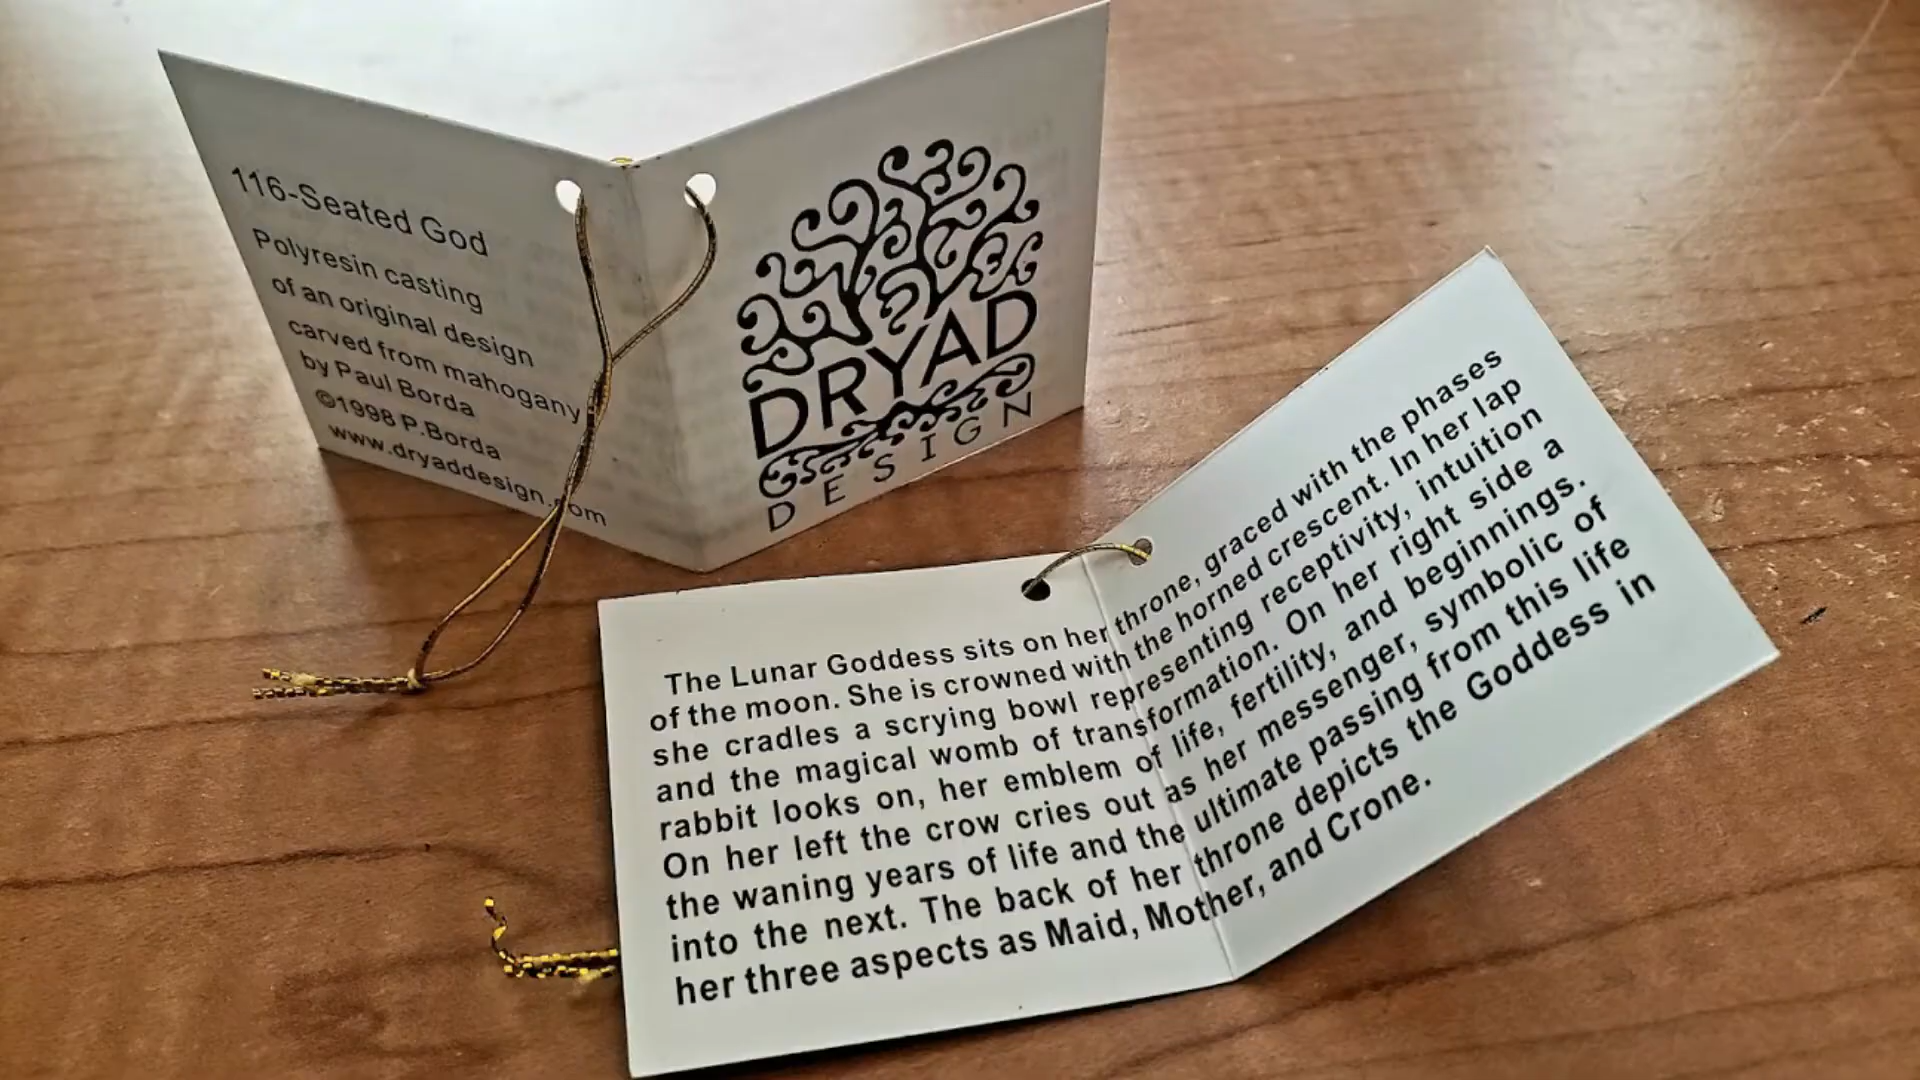 116-Seated God
Polyresin casting
of an original design
carved from mahogany
by Paul Borda
©1998 P.Borda
www.dryaddesign.com
DRYAD
DESIGN
The Lunar Goddess sits on her throne, graced with the phases
of the moon. She is crowned with the horned crescent. In her lap
she cradles a scrying bowl representing receptivity, intuition
and the magical womb of transformation. On her right side a
rabbit looks on, her emblem of life, fertility, and beginnings.
On her left the crow cries out as her messenger, symbolic of
the waning years of life and the ultimate passing from this life
into the next. The back of her throne depicts the Goddess in
her three aspects as Maid, Mother, and Crone.